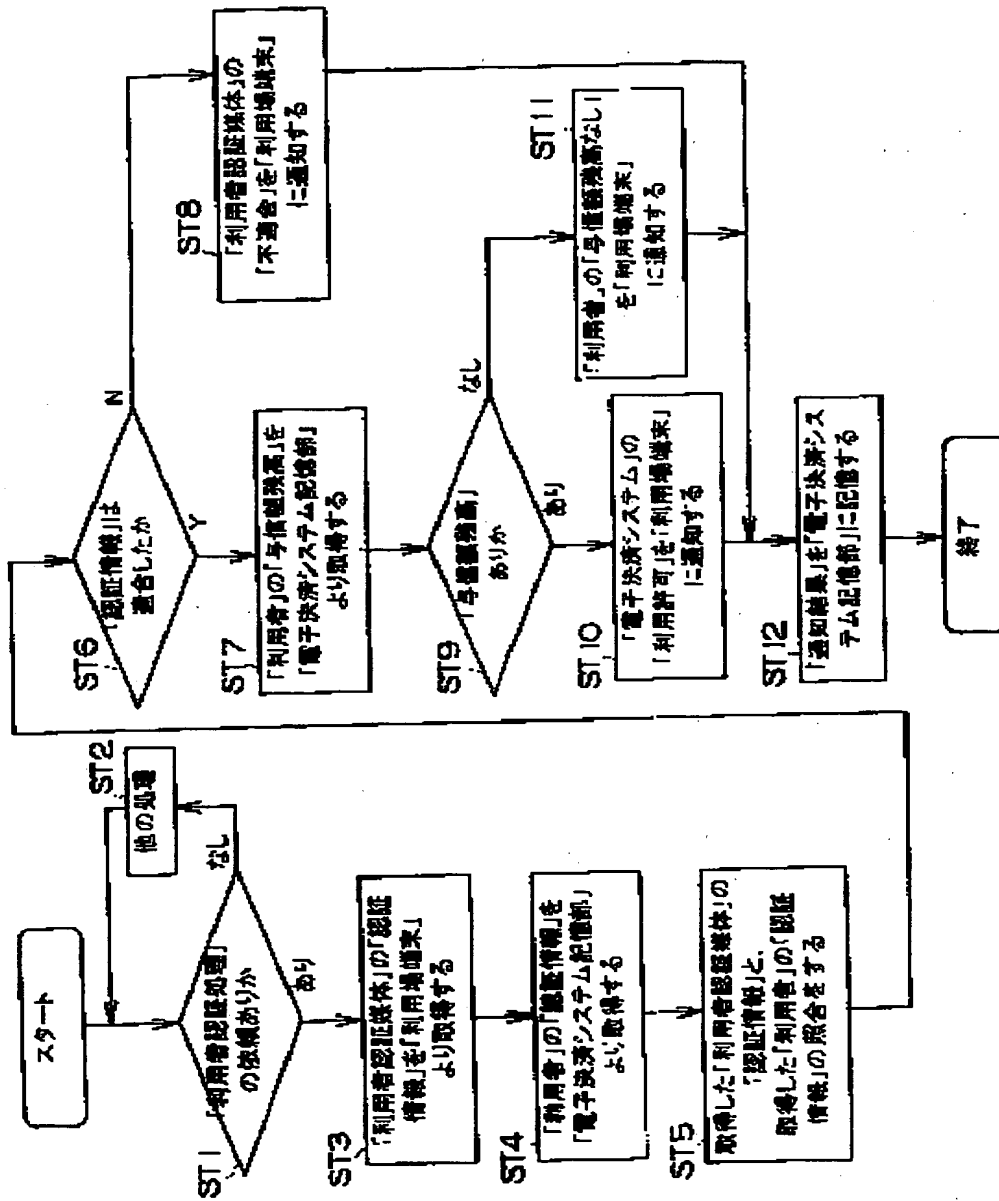 スタート
ST1
「利用者認証処理」
の依頼ありか
なし
あり
ST2
他の処理
ST3
「利用者認証媒体」の「認証
情報」を「利用場端末」
より取得する
ST4
「利用者」の「認証情報」を
「電子決済システム記憶部」
より取得する
ST5
取得した「利用者認証媒体」の
「認証情報」と、
取得した「利用者」の「認証
情報」の照合をする
ST6
「認証情報」は
適合したか
N
Y
ST7
「利用者」の「与信額残高」を
「電子決済システム記憶部」
より取得する
ST8
「利用者認証媒体」の
「不適合」を「利用場端末」
に通知する
ST9
「与信額残高」
ありか
なし
あり
ST10
「電子決済システム」の
「利用許可」を「利用場端末」
に通知する
ST11
「利用者」の「与信額残高なし」
を「利用場端末」
に通知する
ST12
「通知結果」を「電子決済シス
テム記憶部」に記憶する
終了